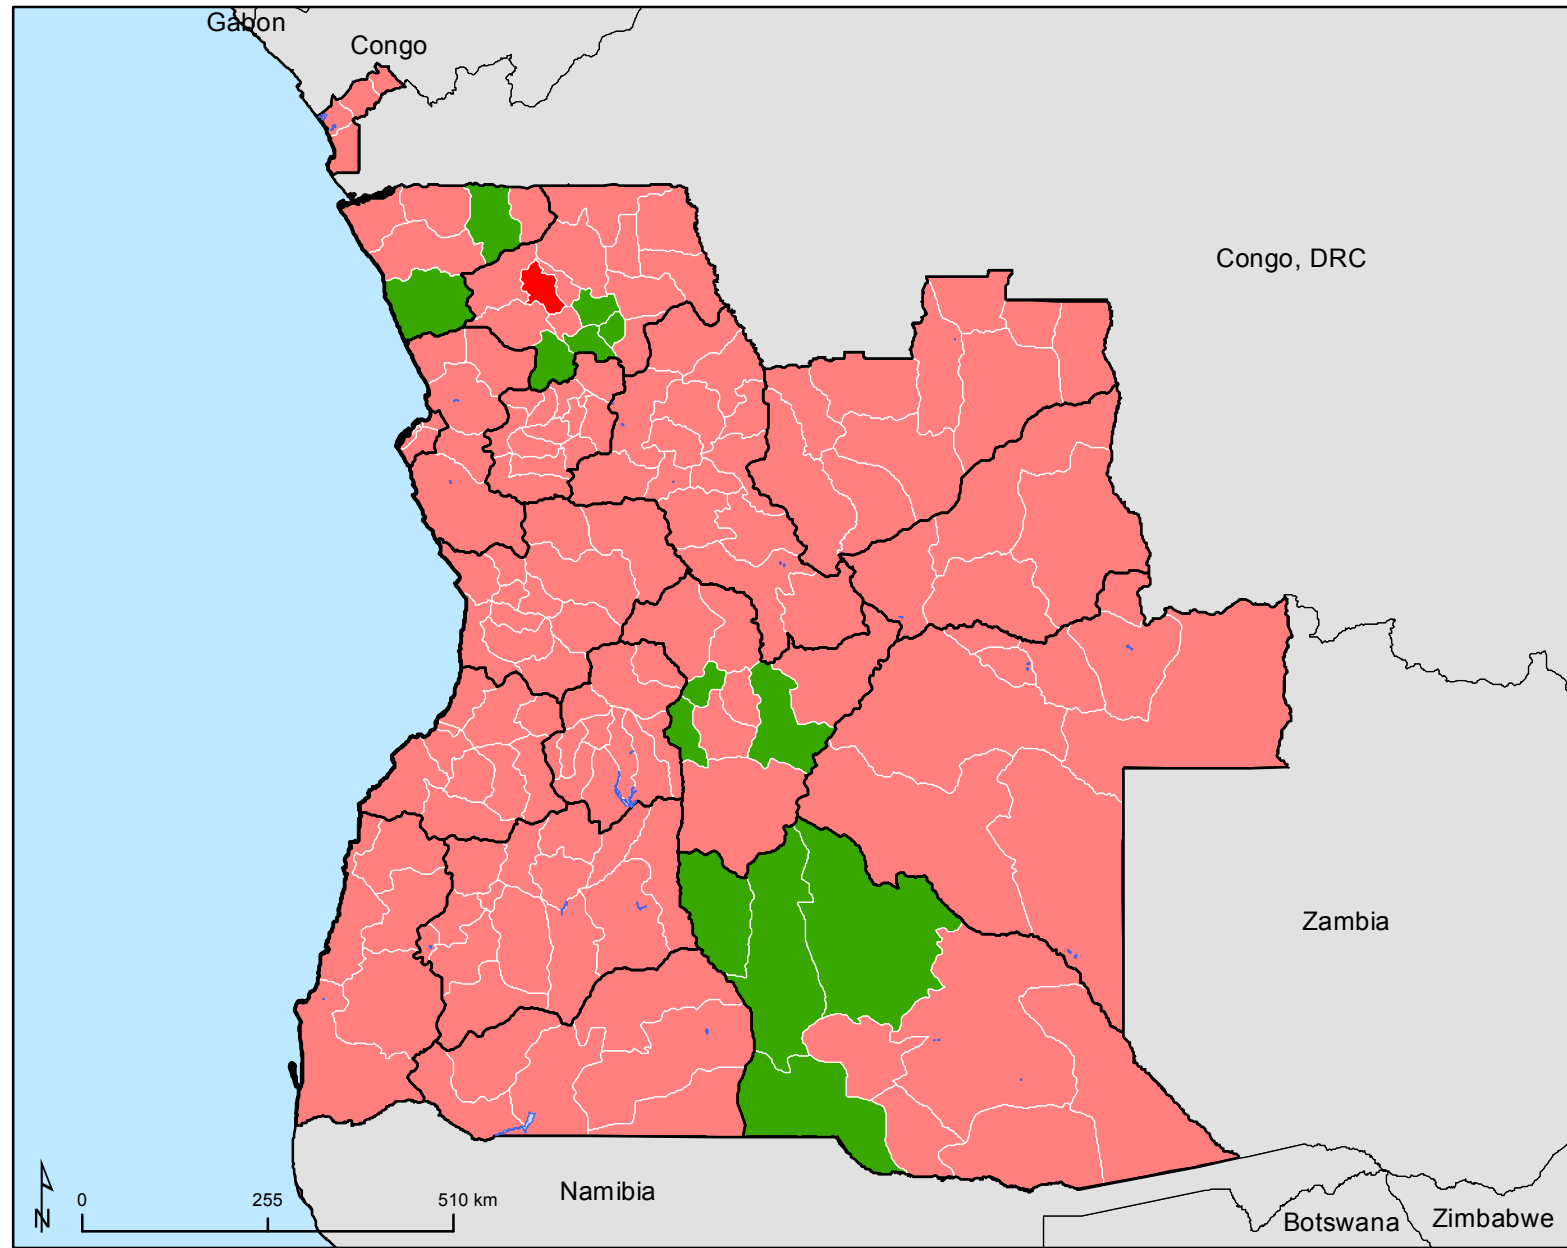 Gabon
Congo
Congo, DRC
Zambia
Namibia
Botswana
Zimbabwe
N
0 255 510 km